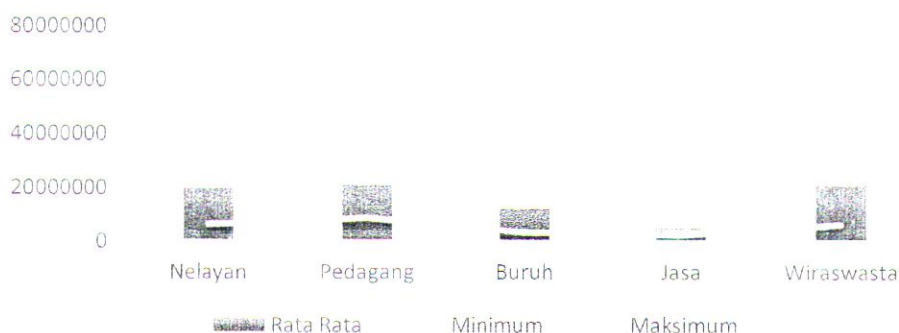 80000000
60000000
40000000
20000000
0
Nelayan Pedagang Buruh Jasa Wiraswasta
Rata Rata Minimum Maksimum